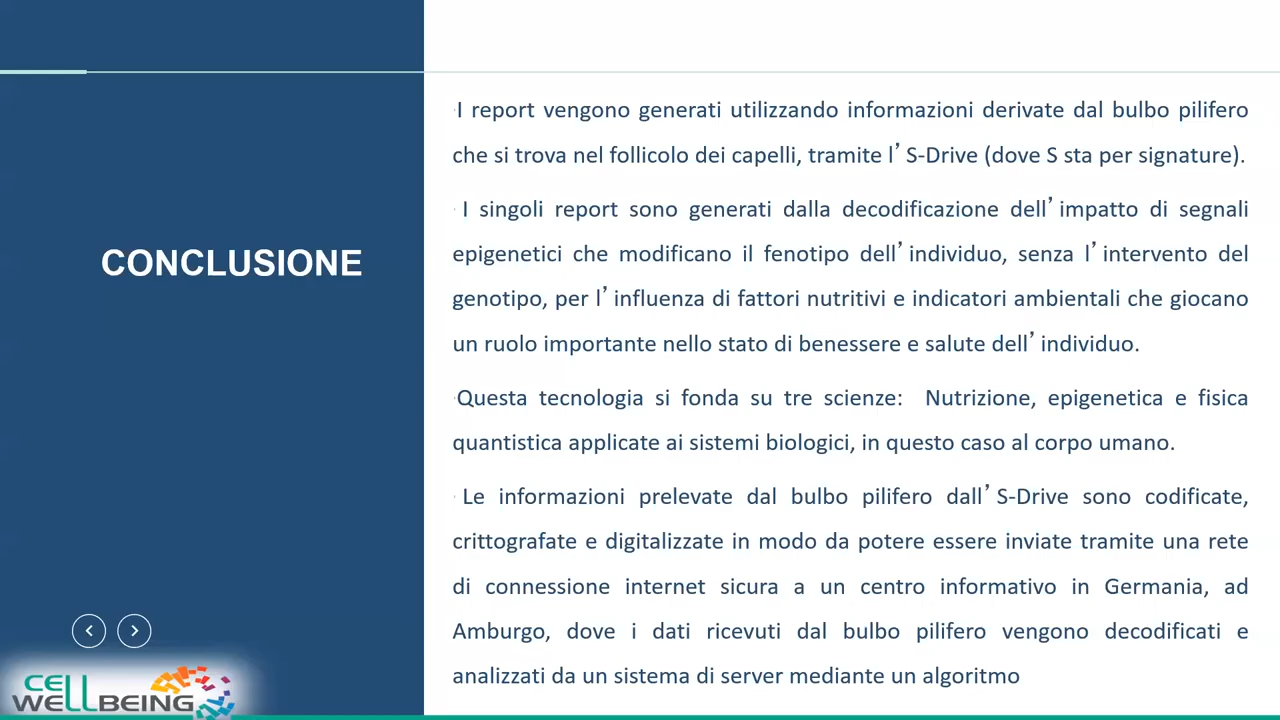 CONCLUSIONE
I report vengono generati utilizzando informazioni derivate dal bulbo pilifero
che si trova nel follicolo dei capelli, tramite l’S-Drive (dove S sta per signature).
I singoli report sono generati dalla decodificazione dell’impatto di segnali
epigenetici che modificano il fenotipo dell’individuo, senza l’intervento del
genotipo, per l’influenza di fattori nutritivi e indicatori ambientali che giocano
un ruolo importante nello stato di benessere e salute dell’individuo.
Questa tecnologia si fonda su tre scienze: Nutrizione, epigenetica e fisica
quantistica applicate ai sistemi biologici, in questo caso al corpo umano.
Le informazioni prelevate dal bulbo pilifero dall’S-Drive sono codificate,
crittografate e digitalizzate in modo da potere essere inviate tramite una rete
di connessione internet sicura a un centro informativo in Germania, ad
Amburgo, dove i dati ricevuti dal bulbo pilifero vengono decodificati e
analizzati da un sistema di server mediante un algoritmo
CELL
WELLBEING